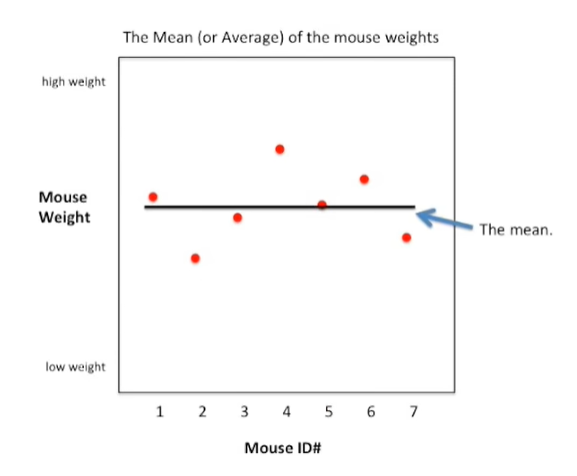 The Mean (or Average) of the mouse weights
high weight
Mouse
Weight
The mean.
low weight
1 2 3 4 5 6 7
Mouse ID#